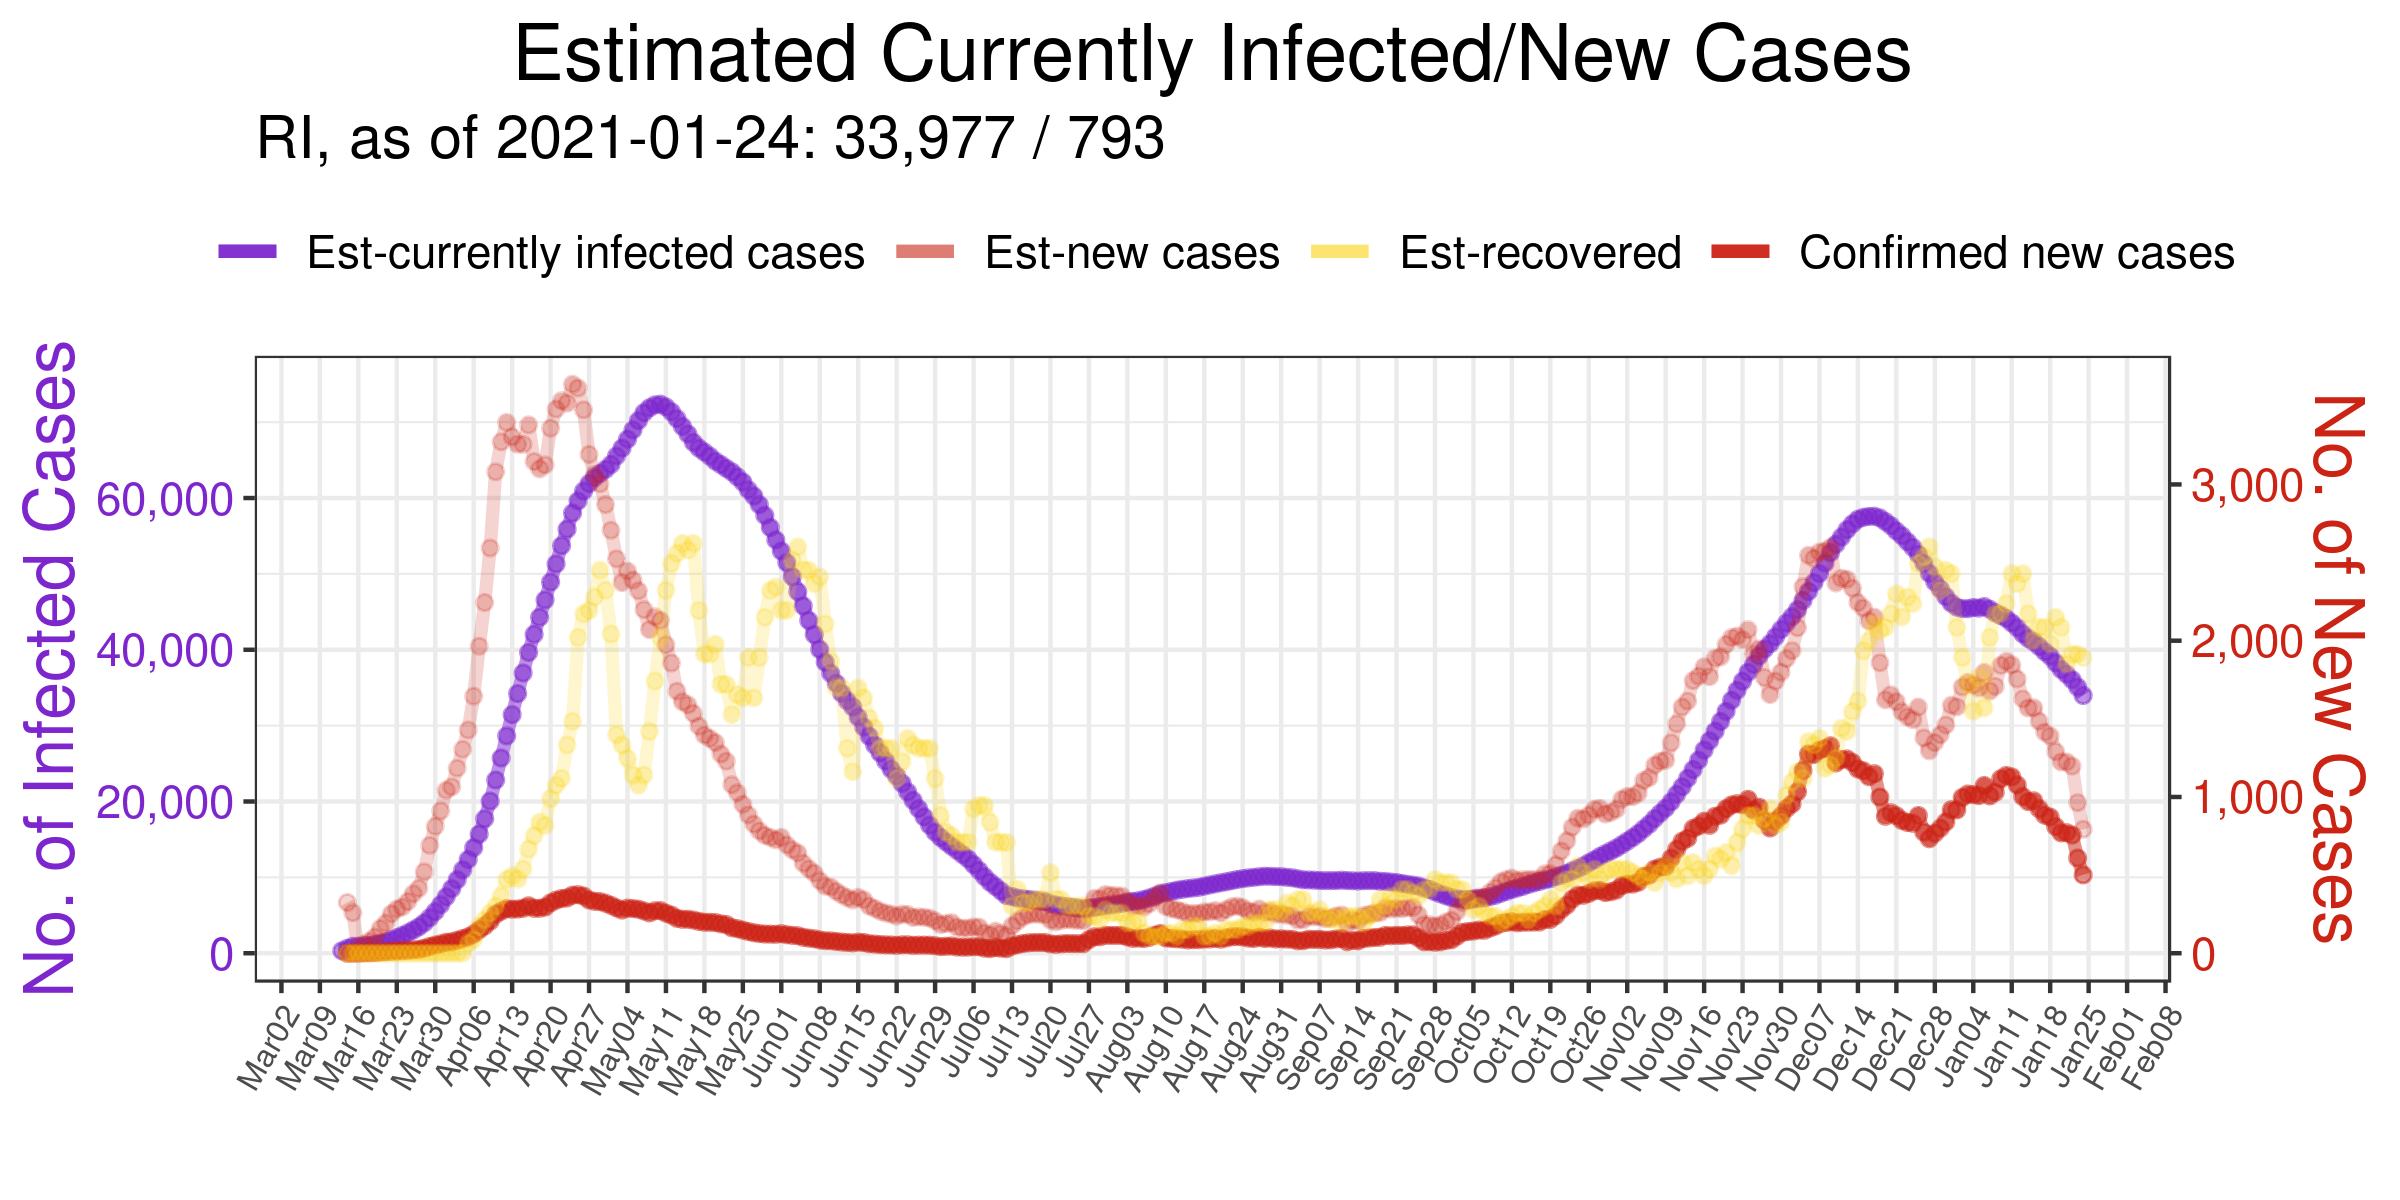 Estimated Currently Infected/New Cases
RI, as of 2021-01-24: 33,977 / 793
Est-currently infected cases Est-new cases Est-recovered Confirmed new cases
No. of Infected Cases
60,000
40,000
20,000
0
3,000
2,000
1,000
0
No. of New Cases
Mar02 Mar09 Mar16 Mar23 Mar30 Apr06 Apr13 Apr20 Apr27 May04 May11 May18 May25 Jun01 Jun08 Jun15 Jun22 Jun29 Jul06 Jul13 Jul20 Jul27 Aug03 Aug10 Aug17 Aug24 Aug31 Sep07 Sep14 Sep21 Sep28 Oct05 Oct12 Oct19 Oct26 Nov02 Nov09 Nov16 Nov23 Nov30 Dec07 Dec14 Dec21 Dec28 Jan04 Jan11 Jan18 Jan25 Feb01 Feb08